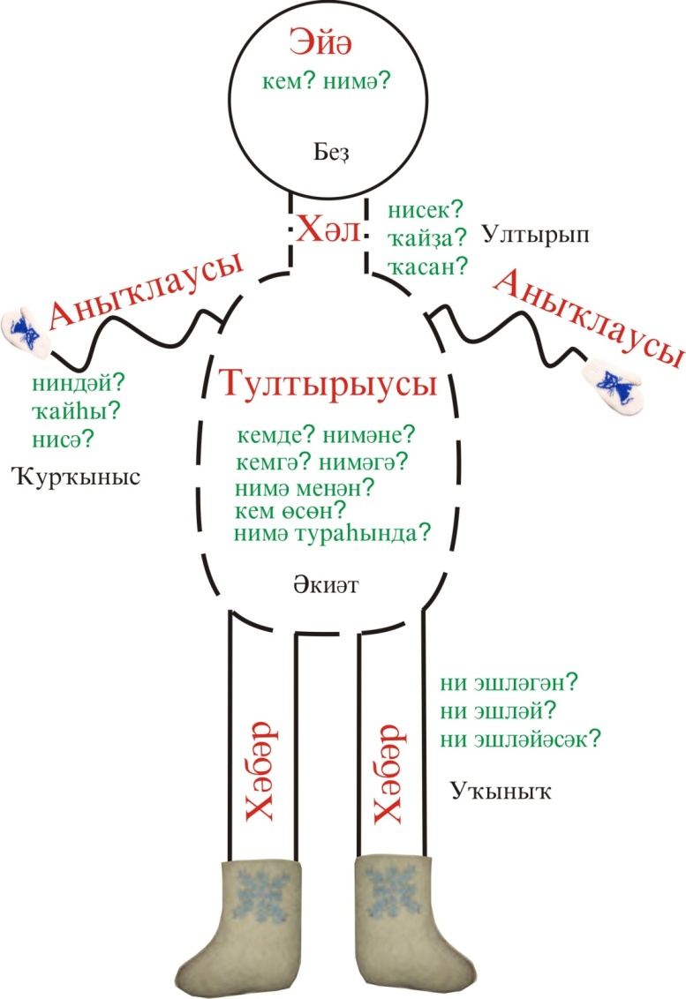 Эйә
кем? нимә?
Беҙ
Хәл
нисек?
ҡайҙа?
ҡасан?
Ултырып
Аныҡлаусы
Аныҡлаусы
ниндәй?
ҡайһы?
нисә?
Ҡурҡыныс
Тултырыусы
кемде? нимәне?
кемгә? нимәгә?
нимә менән?
кем өсөн?
нимә тураһында?
Әкиәт
Хәбәр
Хәбәр
ни эшләгән?
ни эшләй?
ни эшләйәсәк?
Уҡыныҡ